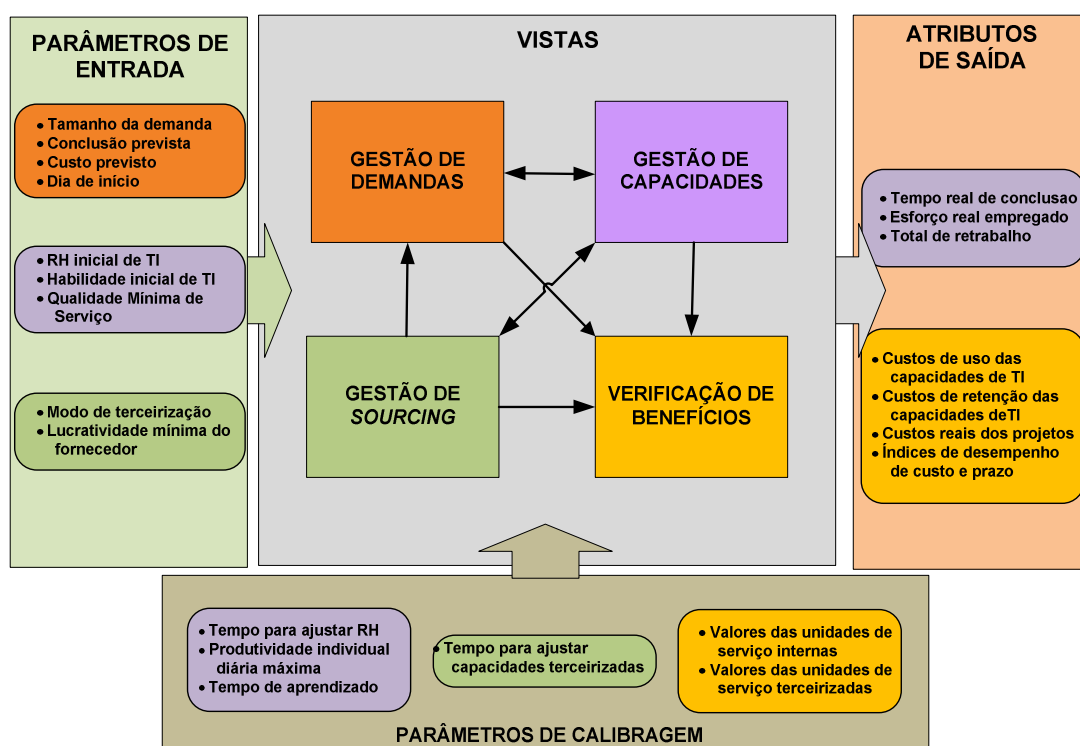 PARÂMETROS DE
ENTRADA
• Tamanho da demanda
• Conclusão prevista
• Custo previsto
• Dia de início
• RH inicial de TI
• Habilidade inicial de TI
• Qualidade Mínima de
Serviço
• Modo de terceirização
• Lucratividade mínima do
fornecedor
VISTAS
GESTÃO DE
DEMANDAS
GESTÃO DE
CAPACIDADES
GESTÃO DE
SOURCING
VERIFICAÇÃO DE
BENEFÍCIOS
ATRIBUTOS
DE SAÍDA
• Tempo real de conclusao
• Esforço real empregado
• Total de retrabalho
• Custos de uso das
capacidades de TI
• Custos de retenção das
capacidades deTI
• Custos reais dos projetos
• Índices de desempenho
de custo e prazo
• Tempo para ajustar RH
• Produtividade individual
diária máxima
• Tempo de aprendizado
• Tempo para ajustar
capacidades terceirizadas
• Valores das unidades de
serviço internas
• Valores das unidades de
serviço terceirizadas
PARÂMETROS DE CALIBRAGEM